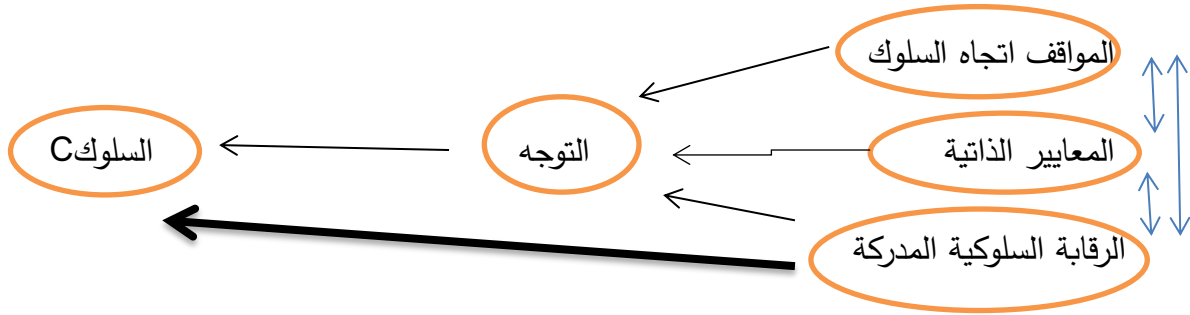 المواقف اتجاه السلوك
المعايير الذاتية
التوجه
السلوكC
الرقابة السلوكية المدركة